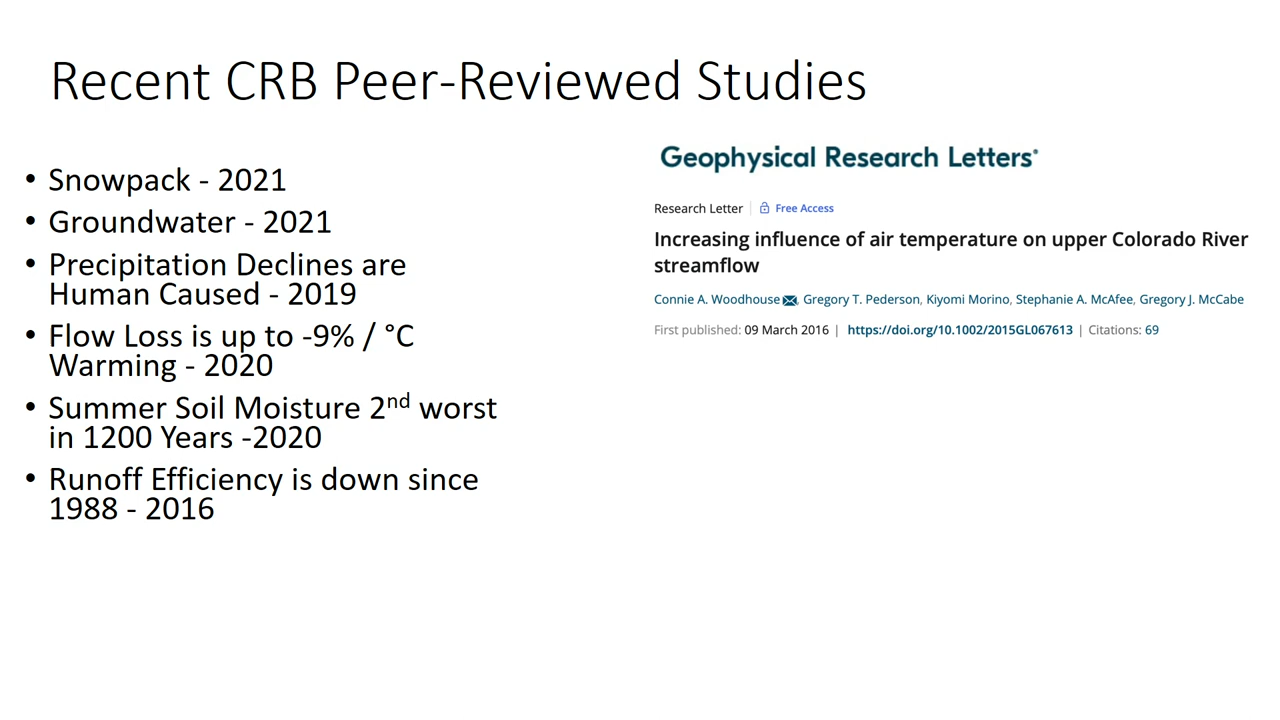 Recent CRB Peer-Reviewed Studies
• Snowpack - 2021
• Groundwater - 2021
• Precipitation Declines are
Human Caused - 2019
• Flow Loss is up to -9% / °C
Warming - 2020
• Summer Soil Moisture 2nd worst
in 1200 Years -2020
• Runoff Efficiency is down since
1988 - 2016
Geophysical Research Letters®
Research Letter | Free Access
Increasing influence of air temperature on upper Colorado River
streamflow
Connie A. Woodhouse, Gregory T. Pederson, Kiyomi Morino, Stephanie A. McAfee, Gregory J. McCabe
First published: 09 March 2016 | https://doi.org/10.1002/2015GL067613 | Citations: 69